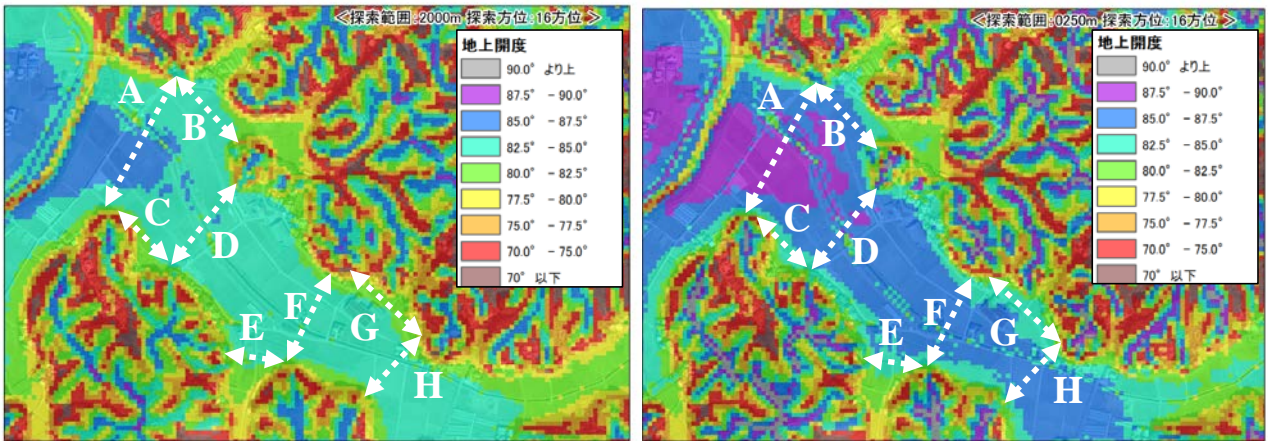 ≪探索範囲:2000m 探索方位:16方位 ≫
地上開度
90.0° より上
87.5° - 90.0°
85.0° - 87.5°
82.5° - 85.0°
80.0° - 82.5°
77.5° - 80.0°
75.0° - 77.5°
70.0° - 75.0°
70° 以下
A
B
C
D
E
F
G
H
≪探索範囲:0250m 探索方位:16方位 ≫
地上開度
90.0° より上
87.5° - 90.0°
85.0° - 87.5°
82.5° - 85.0°
80.0° - 82.5°
77.5° - 80.0°
75.0° - 77.5°
70.0° - 75.0°
70° 以下
A
B
C
D
E
F
G
H